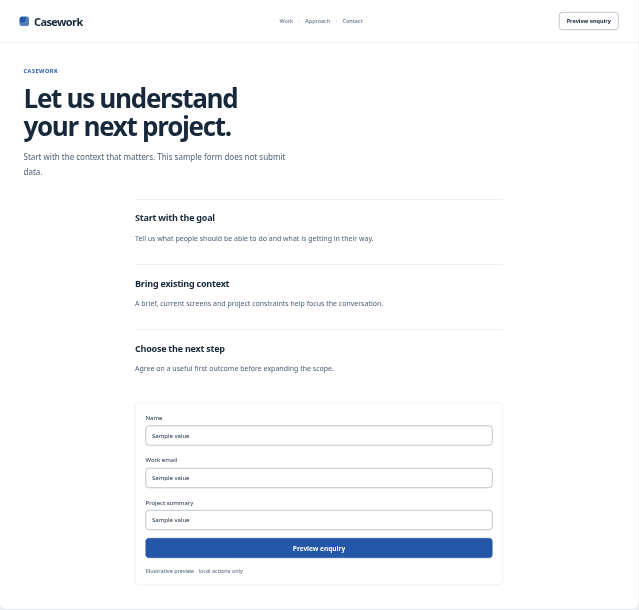 Casework
Work · Approach · Contact
Preview enquiry
CASEWORK
Let us understand
your next project.
Start with the context that matters. This sample form does not submit
data.
Start with the goal
Tell us what people should be able to do and what is getting in their way.
Bring existing context
A brief, current screens and project constraints help focus the conversation.
Choose the next step
Agree on a useful first outcome before expanding the scope.
Name
Sample value
Work email
Sample value
Project summary
Sample value
Preview enquiry
Illustrative preview · local actions only